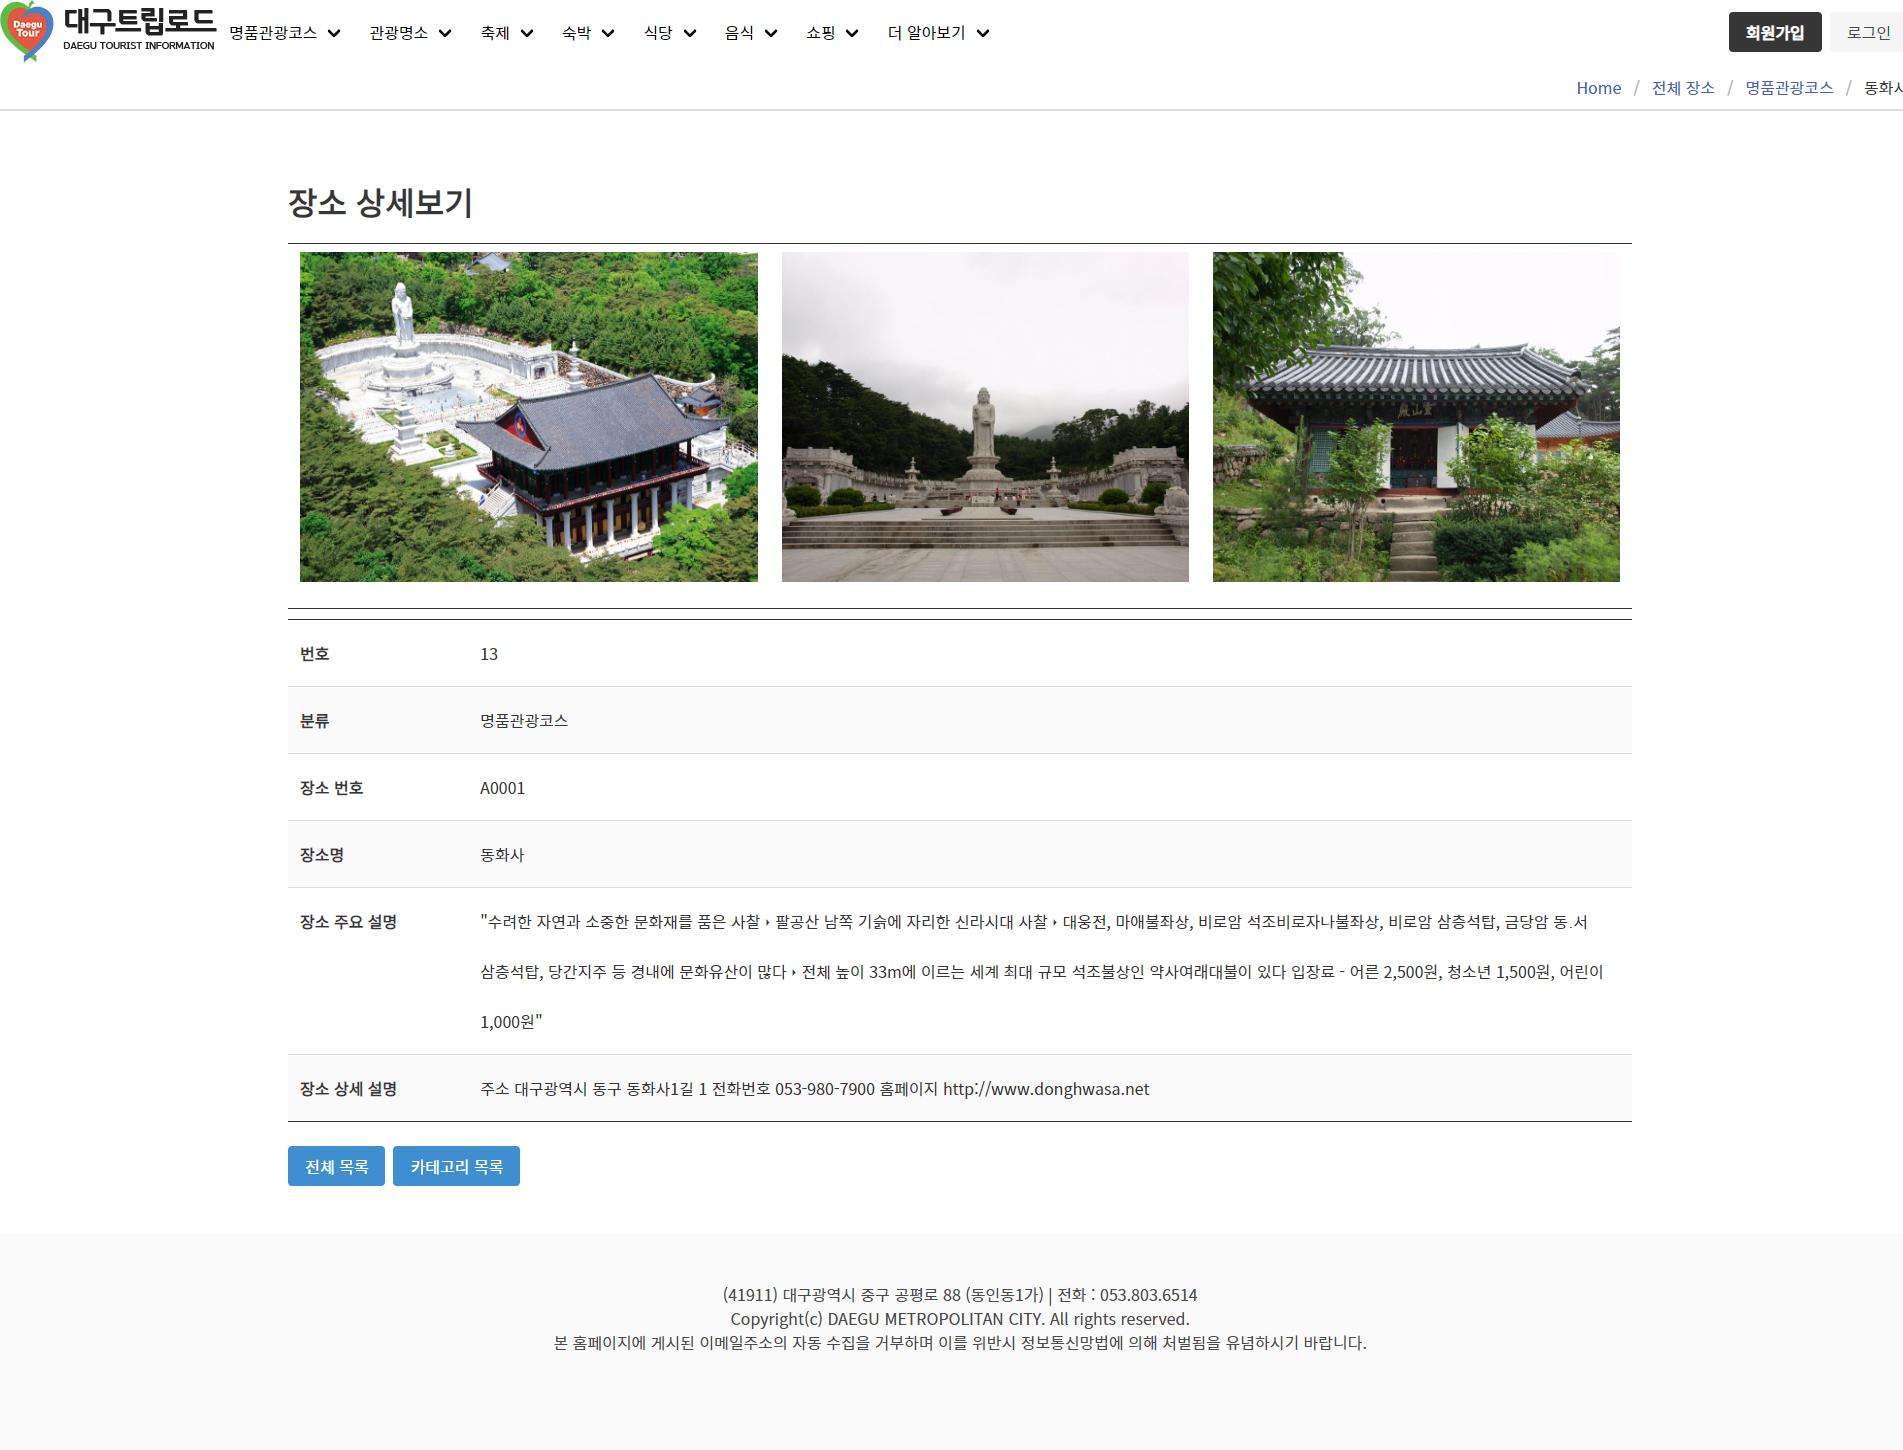 Daegu
Tour
대구트립로드
DAEGU TOURIST INFORMATION
명품관광코스
관광명소
축제
숙박
식당
음식
쇼핑
더 알아보기
회원가입
로그인
Home / 전체 장소 / 명품관광코스 / 동화사
장소 상세보기
殿山靈
번호 13
분류 명품관광코스
장소 번호 A0001
장소명 동화사
장소 주요 설명 "수려한 자연과 소중한 문화재를 품은 사찰 ‣ 팔공산 남쪽 기슭에 자리한 신라시대 사찰 ‣ 대웅전, 마애불좌상, 비로암 석조비로자나불좌상, 비로암 삼층석탑, 금당암 동.서
삼층석탑, 당간지주 등 경내에 문화유산이 많다 ‣ 전체 높이 33m에 이르는 세계 최대 규모 석조불상인 약사여래대불이 있다 입장료 - 어른 2,500원, 청소년 1,500원, 어린이
1,000원"
장소 상세 설명 주소 대구광역시 동구 동화사1길 1 전화번호 053-980-7900 홈페이지 http://www.donghwasa.net
전체 목록
카테고리 목록
(41911) 대구광역시 중구 공평로 88 (동인동1가) | 전화 : 053.803.6514
Copyright(c) DAEGU METROPOLITAN CITY. All rights reserved.
본 홈페이지에 게시된 이메일주소의 자동 수집을 거부하며 이를 위반시 정보통신망법에 의해 처벌됨을 유념하시기 바랍니다.